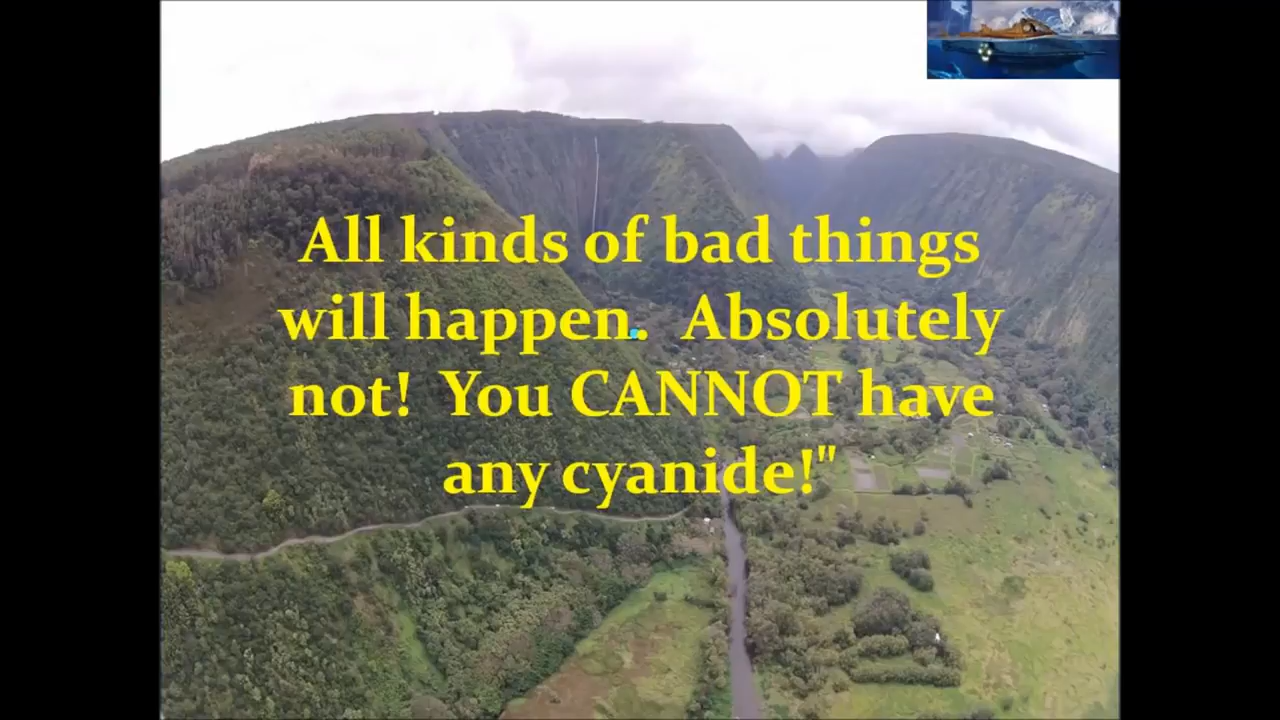 All kinds of bad things
will happen.  Absolutely
not!  You CANNOT have
any cyanide!"